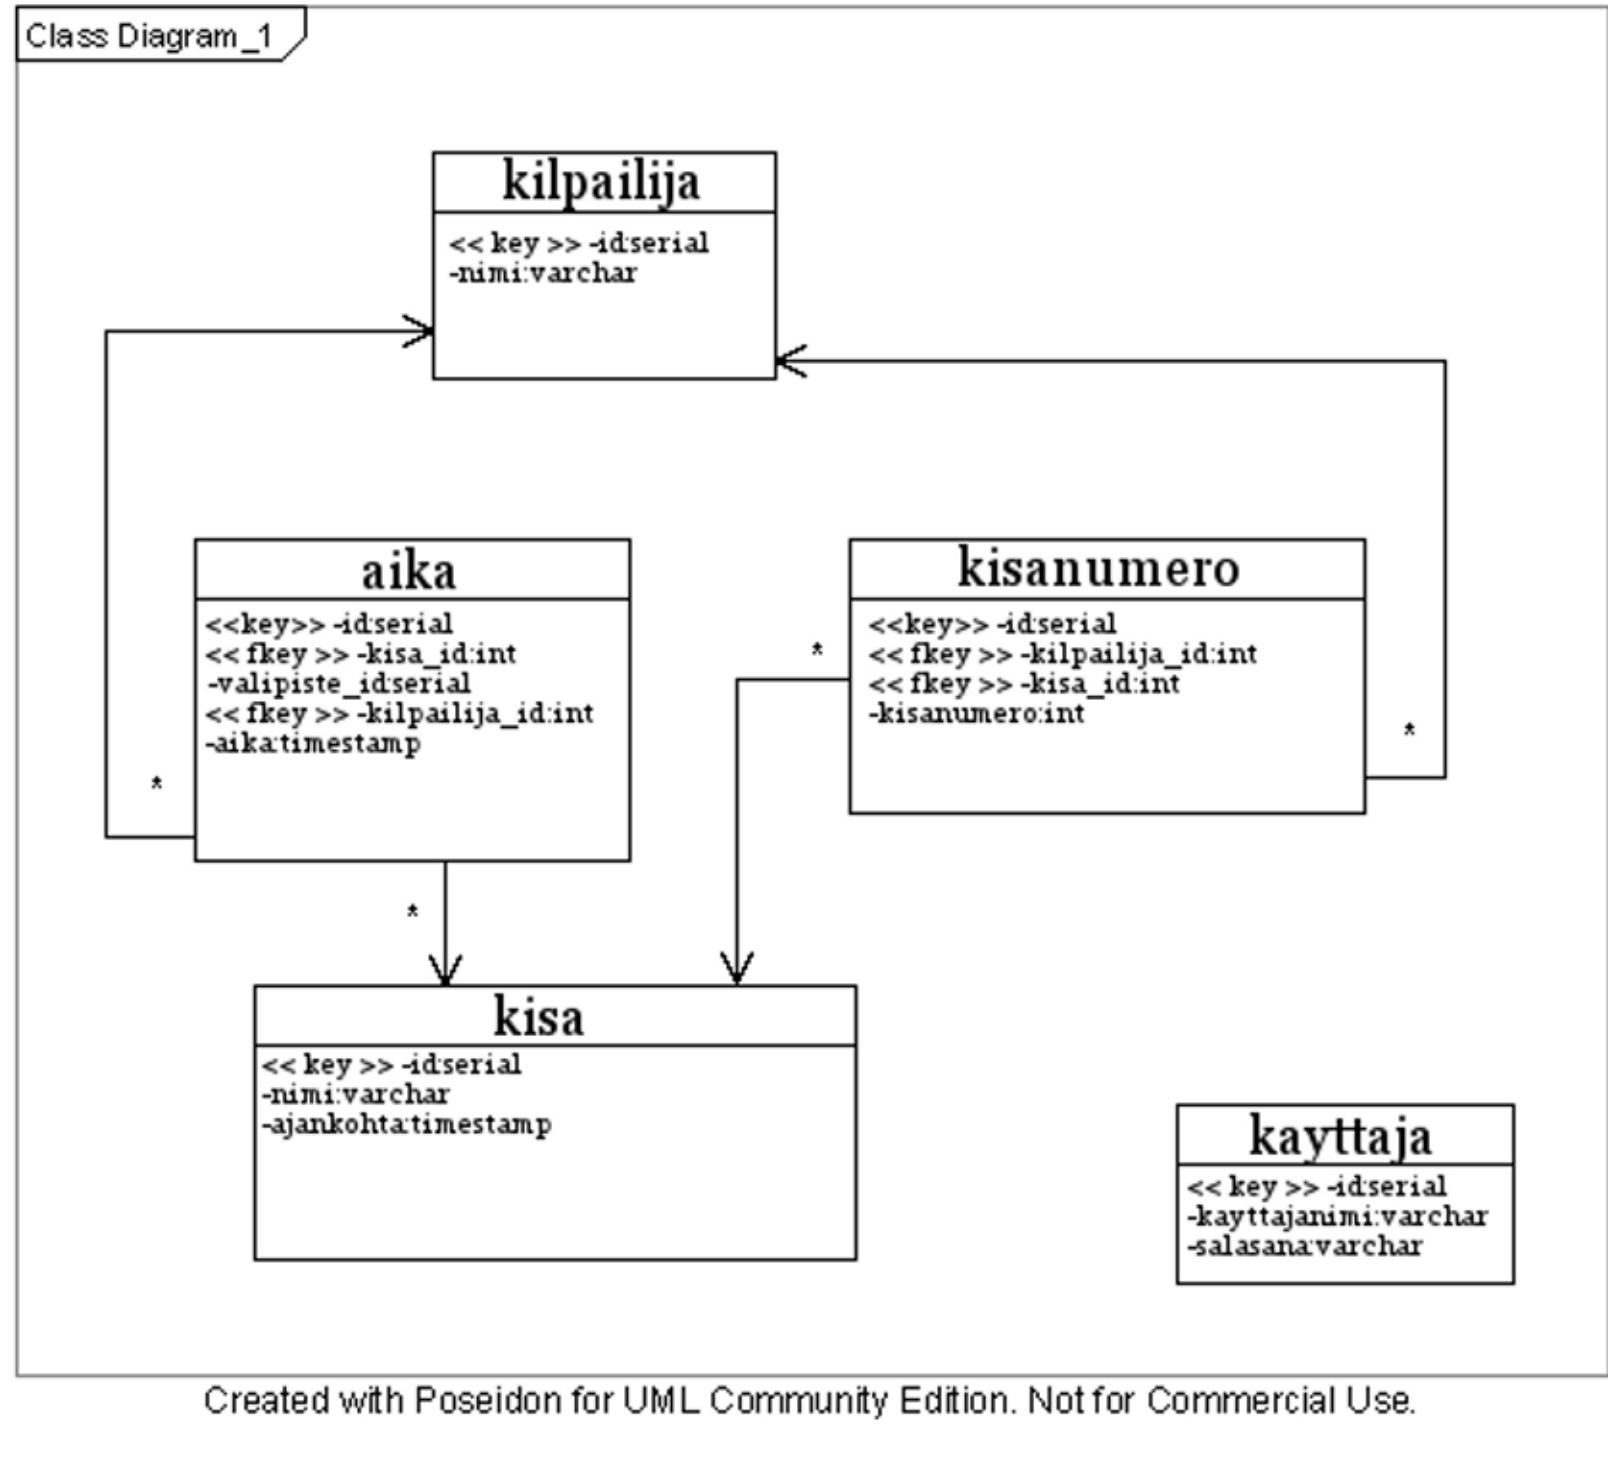 Class Diagram_1
kilpailija
<< key >> -id:serial
-nimi:varchar
aika
<<key>> -id:serial
<< fkey >> -kisa_id:int
-valipiste_id:serial
<< fkey >> -kilpailija_id:int
-aika:timestamp
*
*
kisanumero
<<key>> -id:serial
<< fkey >> -kilpailija_id:int
<< fkey >> -kisa_id:int
-kisanumero:int
*
*
kisa
<< key >> -id:serial
-nimi:varchar
-ajankohta:timestamp
kayttaja
<< key >> -id:serial
-kayttajanimi:varchar
-salasana:varchar
Created with Poseidon for UML Community Edition. Not for Commercial Use.